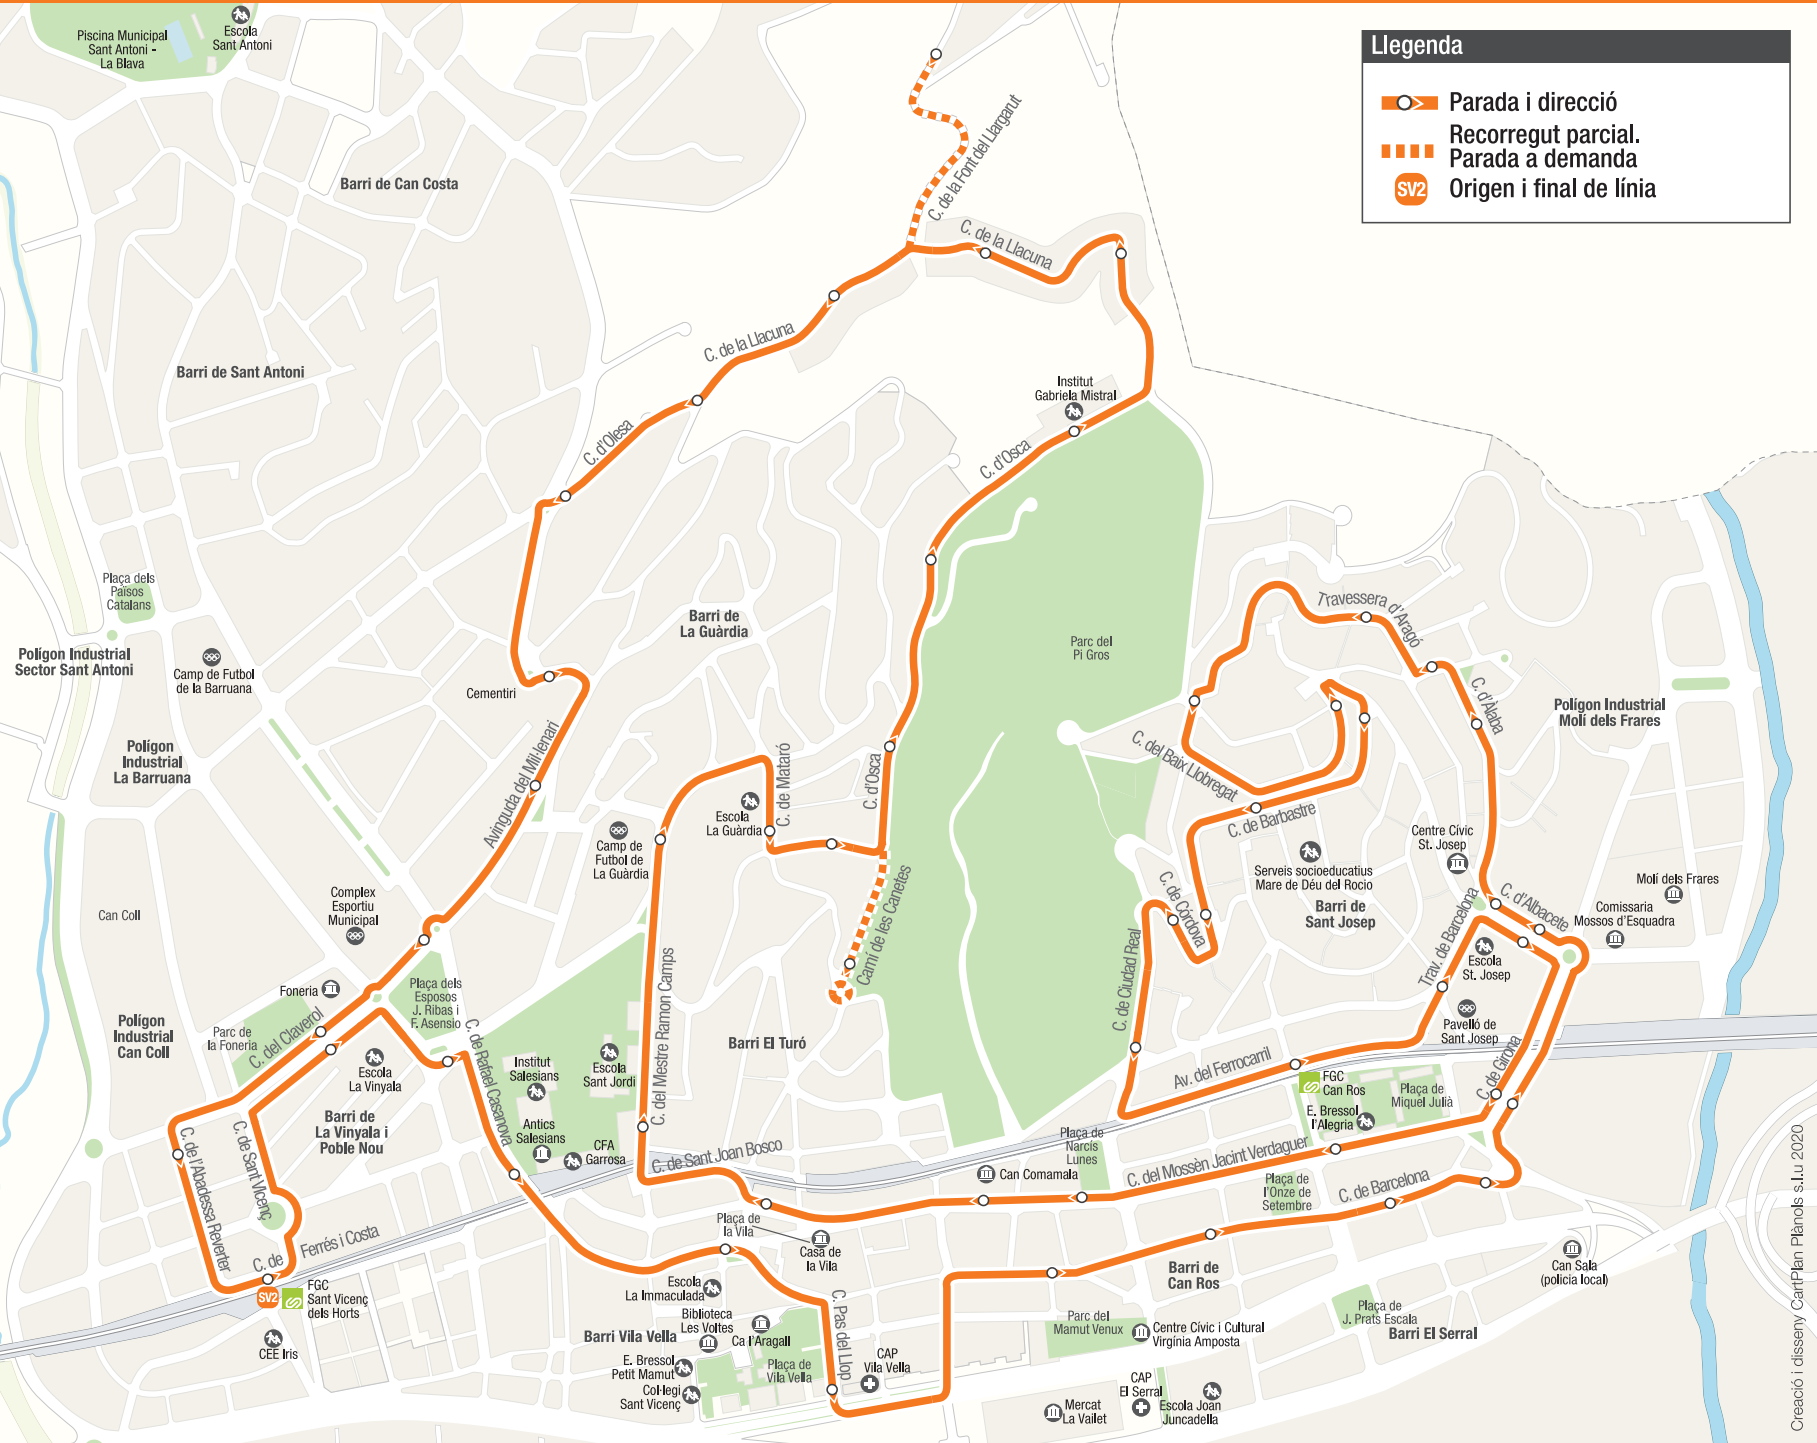 Piscina Municipal
Sant Antoni -
La Blava
Escola
Sant Antoni
Llegenda
Parada i direcció
Recorregut parcial.
Parada a demanda
SV2
Origen i final de línia
Barri de Can Costa
C. de la Font del Llargarut
C. de la Llacuna
C. de la Llacuna
Barri de Sant Antoni
Institut
Gabriela Mistral
C. d'Olesa
C. d'Osca
Plaça dels
Països
Catalans
Barri de
La Guàrdia
Travessera d'Aragó
Parc del
Pi Gros
Polígon Industrial
Sector Sant Antoni
Camp de Futbol
de la Barruana
Cementiri
C. d'Àlaba
Polígon Industrial
Molí dels Frares
Polígon
Industrial
La Barruana
Avinguda del Mil·lenari
C. de Mataró
C. d'Osca
C. del Baix Llobregat
C. de Barbastre
Escola
La Guàrdia
Camp de
Futbol de
La Guàrdia
Centre Cívic
St. Josep
Serveis socioeducatius
Mare de Déu del Rocio
Molí dels Frares
Complex
Esportiu
Municipal
Can Coll
Camí de les Canetes
C. de Còrdova
Barri de
Sant Josep
C. d'Albacete
Comissaria
Mossos d'Esquadra
C. de Ciudad Real
Trav. de Barcelona
Escola
St. Josep
Foneria
Plaça dels
Esposos
J. Ribas i
F. Asensio
Polígon
Industrial
Can Coll
Parc de
la Foneria
C. del Claverol
C. de Rafael Casanova
C. del Mestre Ramon Camps
Barri El Turó
Pavelló de
Sant Josep
Escola
La Vinyala
Institut
Salesians
Escola
Sant Jordi
Av. del Ferrocarril
FGC
Can Ros
Plaça de
Miquel Julià
C. de Girona
E. Bressol
l'Alegria
Barri de
La Vinyala i
Poble Nou
Antics
Salesians
CFA
Garrosa
C. de l'Abadessa Reverter
C. de Sant Vicenç
C. de Sant Joan Bosco
Plaça de
Narcís
Lunes
Can Comamala
C. del Mossèn Jacint Verdaguer
Plaça de
l'Onze de
Setembre
C. de Barcelona
Plaça de
la Vila
Casa de
la Vila
C. de Ferrés i Costa
SV2
FGC
Sant Vicenç
dels Horts
CEE Iris
Escola
La Immaculada
Biblioteca
Les Voltes
Ca l'Aragall
Barri Vila Vella
E. Bressol
Petit Mamut
Col·legi
Sant Vicenç
Plaça de
Vila Vella
C. Pas del Llop
CAP
Vila Vella
Barri de
Can Ros
Parc del
Mamut Venux
Centre Cívic i Cultural
Virgínia Amposta
Can Sala
(policia local)
Plaça de
J. Prats Escala
Barri El Serral
Mercat
La Vailet
CAP
El Serral
Escola Joan
Juncadella
Creació i disseny CartPlan Plànols s.l.u 2020